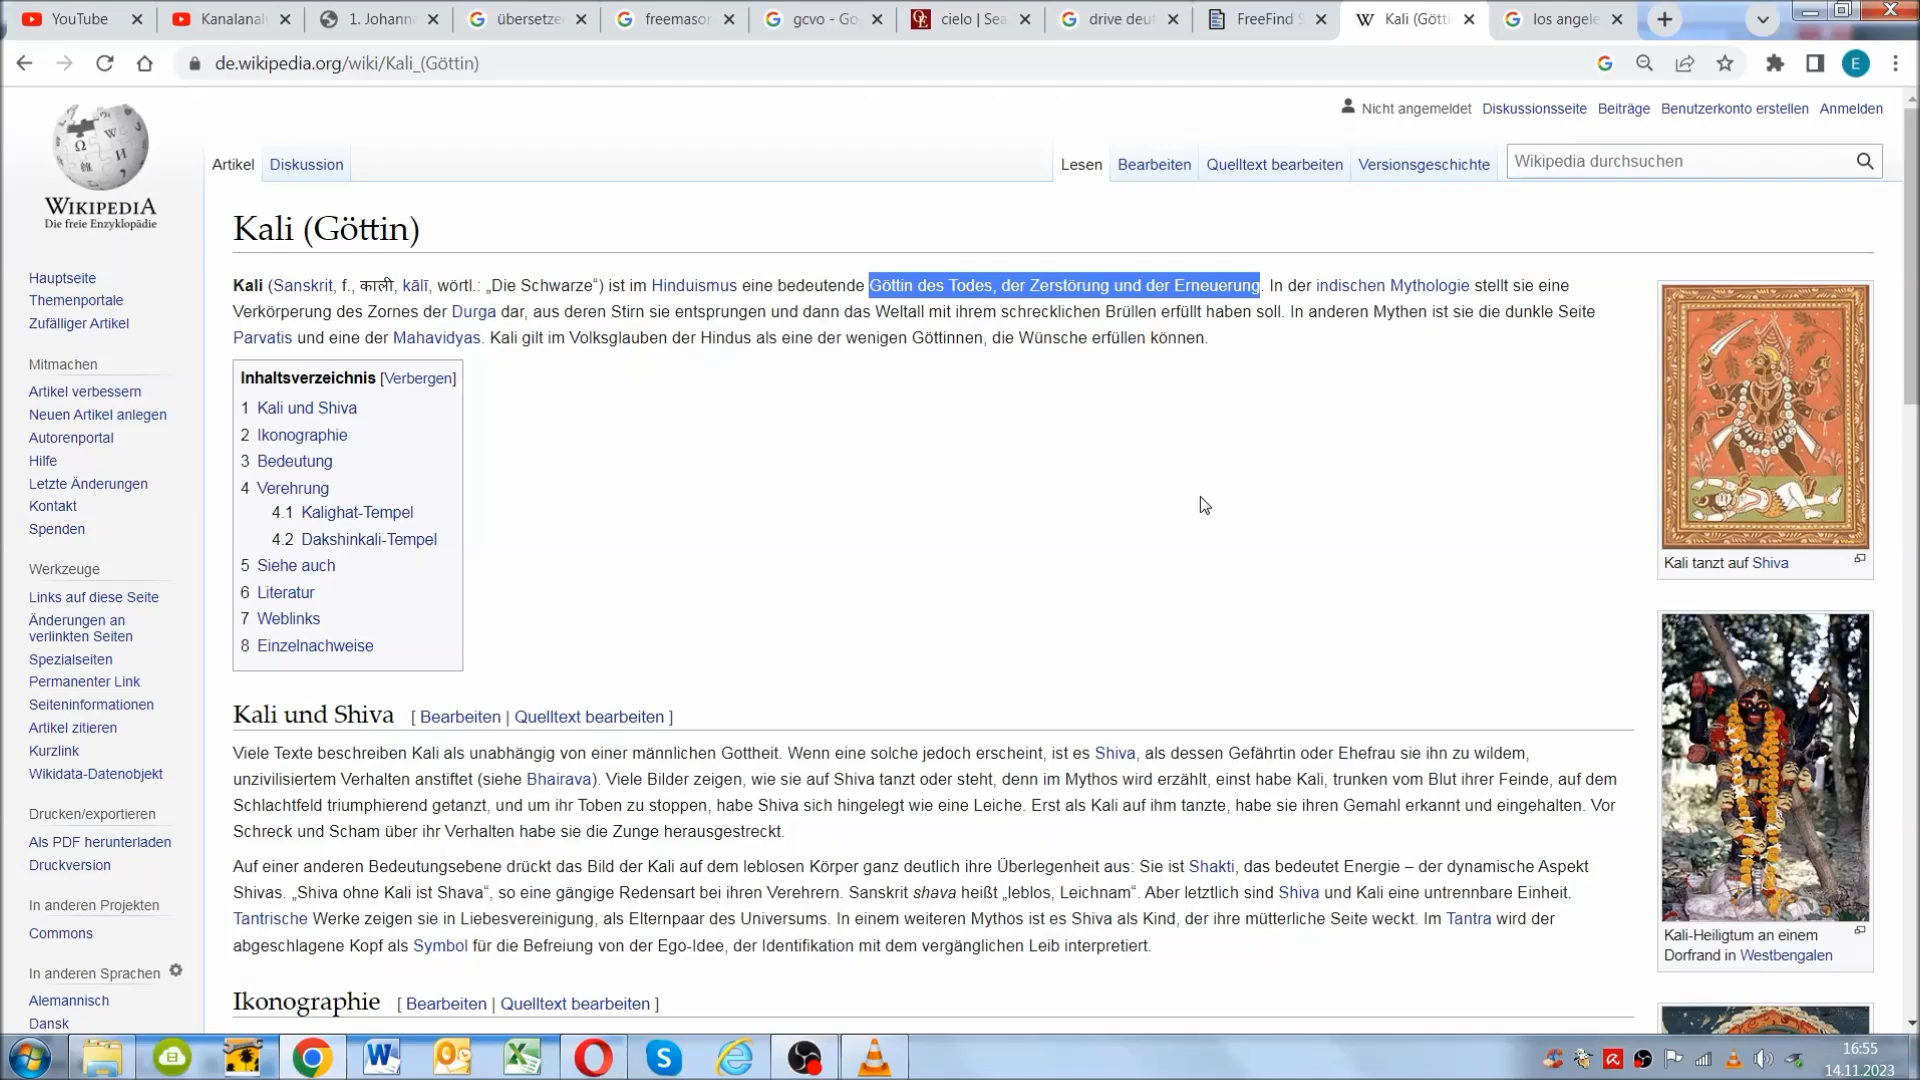 YouTube
Kanalanaly
1. Johanne
übersetze
freemason
gcvo - Go
cielo | Sea
drive deut
FreeFind S
Kali (Götti
los angele
de.wikipedia.org/wiki/Kali_(Göttin)
E
Nicht angemeldet Diskussionsseite Beiträge Benutzerkonto erstellen Anmelden
WIKIPEDIA
Die freie Enzyklopädie
Artikel Diskussion
Lesen Bearbeiten Quelltext bearbeiten Versionsgeschichte
Wikipedia durchsuchen
Hauptseite
Themenportale
Zufälliger Artikel
Mitmachen
Artikel verbessern
Neuen Artikel anlegen
Autorenportal
Hilfe
Letzte Änderungen
Kontakt
Spenden
Werkzeuge
Links auf diese Seite
Änderungen an
verlinkten Seiten
Spezialseiten
Permanenter Link
Seiteninformationen
Artikel zitieren
Kurzlink
Wikidata-Datenobjekt
Drucken/exportieren
Als PDF herunterladen
Druckversion
In anderen Projekten
Commons
In anderen Sprachen
Alemannisch
Dansk
Kali (Göttin)
Kali (Sanskrit, f., काली, kālī, wörtl.: „Die Schwarze“) ist im Hinduismus eine bedeutende Göttin des Todes, der Zerstörung und der Erneuerung. In der indischen Mythologie stellt sie eine
Verkörperung des Zornes der Durga dar, aus deren Stirn sie entsprungen und dann das Weltall mit ihrem schrecklichen Brüllen erfüllt haben soll. In anderen Mythen ist sie die dunkle Seite
Parvatis und eine der Mahavidyas. Kali gilt im Volksglauben der Hindus als eine der wenigen Göttinnen, die Wünsche erfüllen können.
Inhaltsverzeichnis [Verbergen]
1 Kali und Shiva
2 Ikonographie
3 Bedeutung
4 Verehrung
4.1 Kalighat-Tempel
4.2 Dakshinkali-Tempel
5 Siehe auch
6 Literatur
7 Weblinks
8 Einzelnachweise
Kali und Shiva [ Bearbeiten | Quelltext bearbeiten ]
Viele Texte beschreiben Kali als unabhängig von einer männlichen Gottheit. Wenn eine solche jedoch erscheint, ist es Shiva, als dessen Gefährtin oder Ehefrau sie ihn zu wildem,
unzivilisiertem Verhalten anstiftet (siehe Bhairava). Viele Bilder zeigen, wie sie auf Shiva tanzt oder steht, denn im Mythos wird erzählt, einst habe Kali, trunken vom Blut ihrer Feinde, auf dem
Schlachtfeld triumphierend getanzt, und um ihr Toben zu stoppen, habe Shiva sich hingelegt wie eine Leiche. Erst als Kali auf ihm tanzte, habe sie ihren Gemahl erkannt und eingehalten. Vor
Schreck und Scham über ihr Verhalten habe sie die Zunge herausgestreckt.
Auf einer anderen Bedeutungsebene drückt das Bild der Kali auf dem leblosen Körper ganz deutlich ihre Überlegenheit aus: Sie ist Shakti, das bedeutet Energie – der dynamische Aspekt
Shivas. „Shiva ohne Kali ist Shava“, so eine gängige Redensart bei ihren Verehrern. Sanskrit shava heißt „leblos, Leichnam“. Aber letztlich sind Shiva und Kali eine untrennbare Einheit.
Tantrische Werke zeigen sie in Liebesvereinigung, als Elternpaar des Universums. In einem weiteren Mythos ist es Shiva als Kind, der ihre mütterliche Seite weckt. Im Tantra wird der
abgeschlagene Kopf als Symbol für die Befreiung von der Ego-Idee, der Identifikation mit dem vergänglichen Leib interpretiert.
Ikonographie [ Bearbeiten | Quelltext bearbeiten ]
Kali tanzt auf Shiva
Kali-Heiligtum an einem
Dorfrand in Westbengalen
16:55
14.11.2023